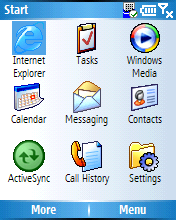 Start
Internet
Explorer
Tasks
Windows
Media
Calendar
Messaging
Contacts
ActiveSync
Call History
Settings
More
Menu